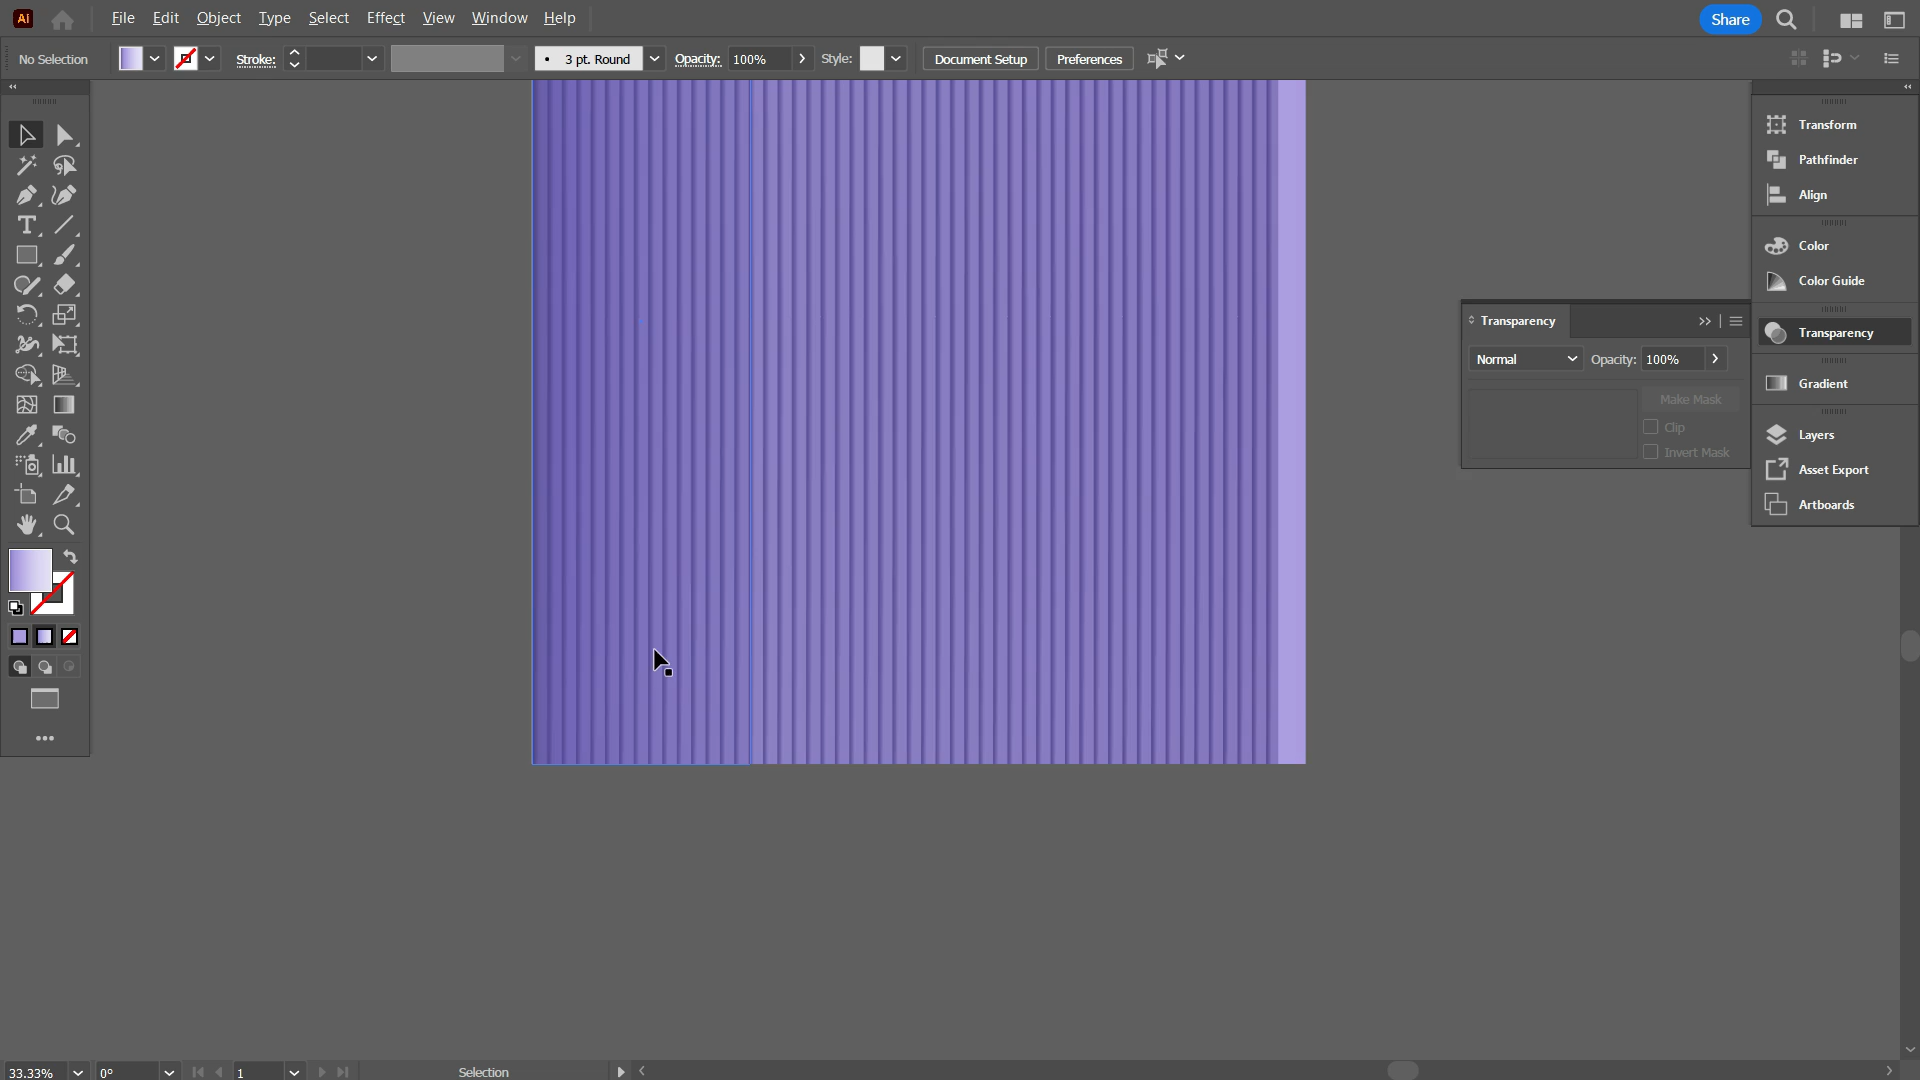 Ai File Edit Object Type Select Effect View Window Help Share
No Selection Stroke: 3 pt. Round Opacity: 100% Style: Document Setup Preferences
Transform
Pathfinder
Align
Color
Color Guide
Transparency
Gradient
Layers
Asset Export
Artboards
Transparency
Normal Opacity: 100%
Make Mask
Clip
Invert Mask
33.33% 0° 1 Selection